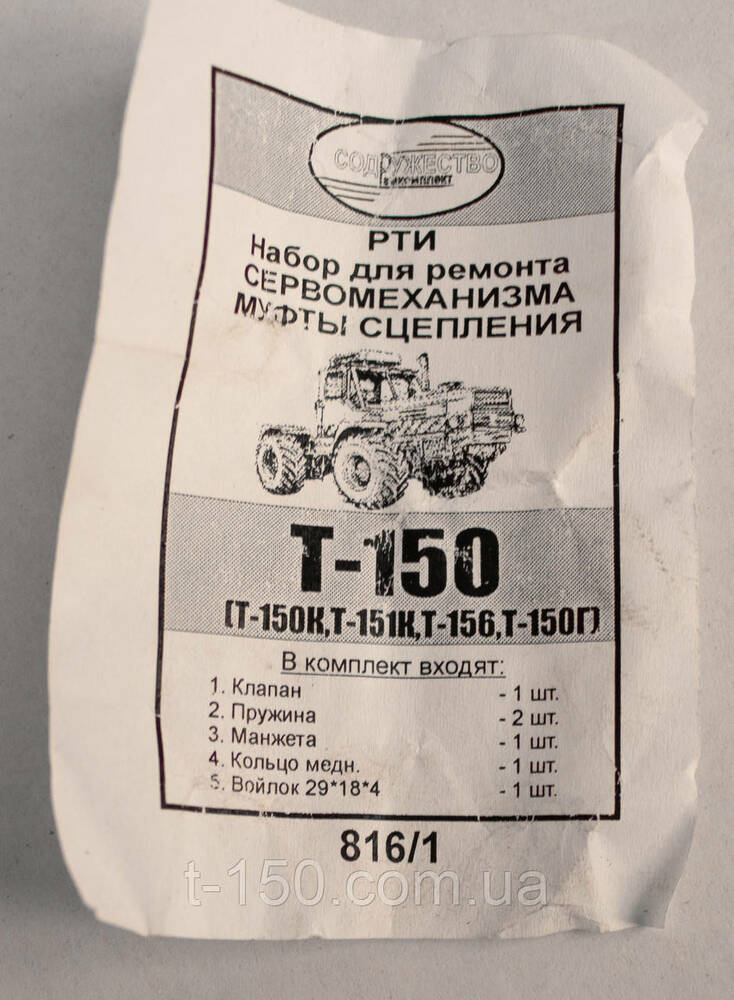 СОДРУЖЕСТВО
РТИ
Набор для ремонта
СЕРВОМЕХАНИЗМА
МУФТЫ СЦЕПЛЕНИЯ
Т-150
(Т-150К,Т-151К,Т-156,Т-150Г)
В комплект входят:
1. Клапан - 1 шт.
2. Пружина - 2 шт.
3. Манжета - 1 шт.
4. Кольцо медн. - 1 шт.
5. Войлок 29*18*4 - 1 шт.
816/1
t-150.com.ua